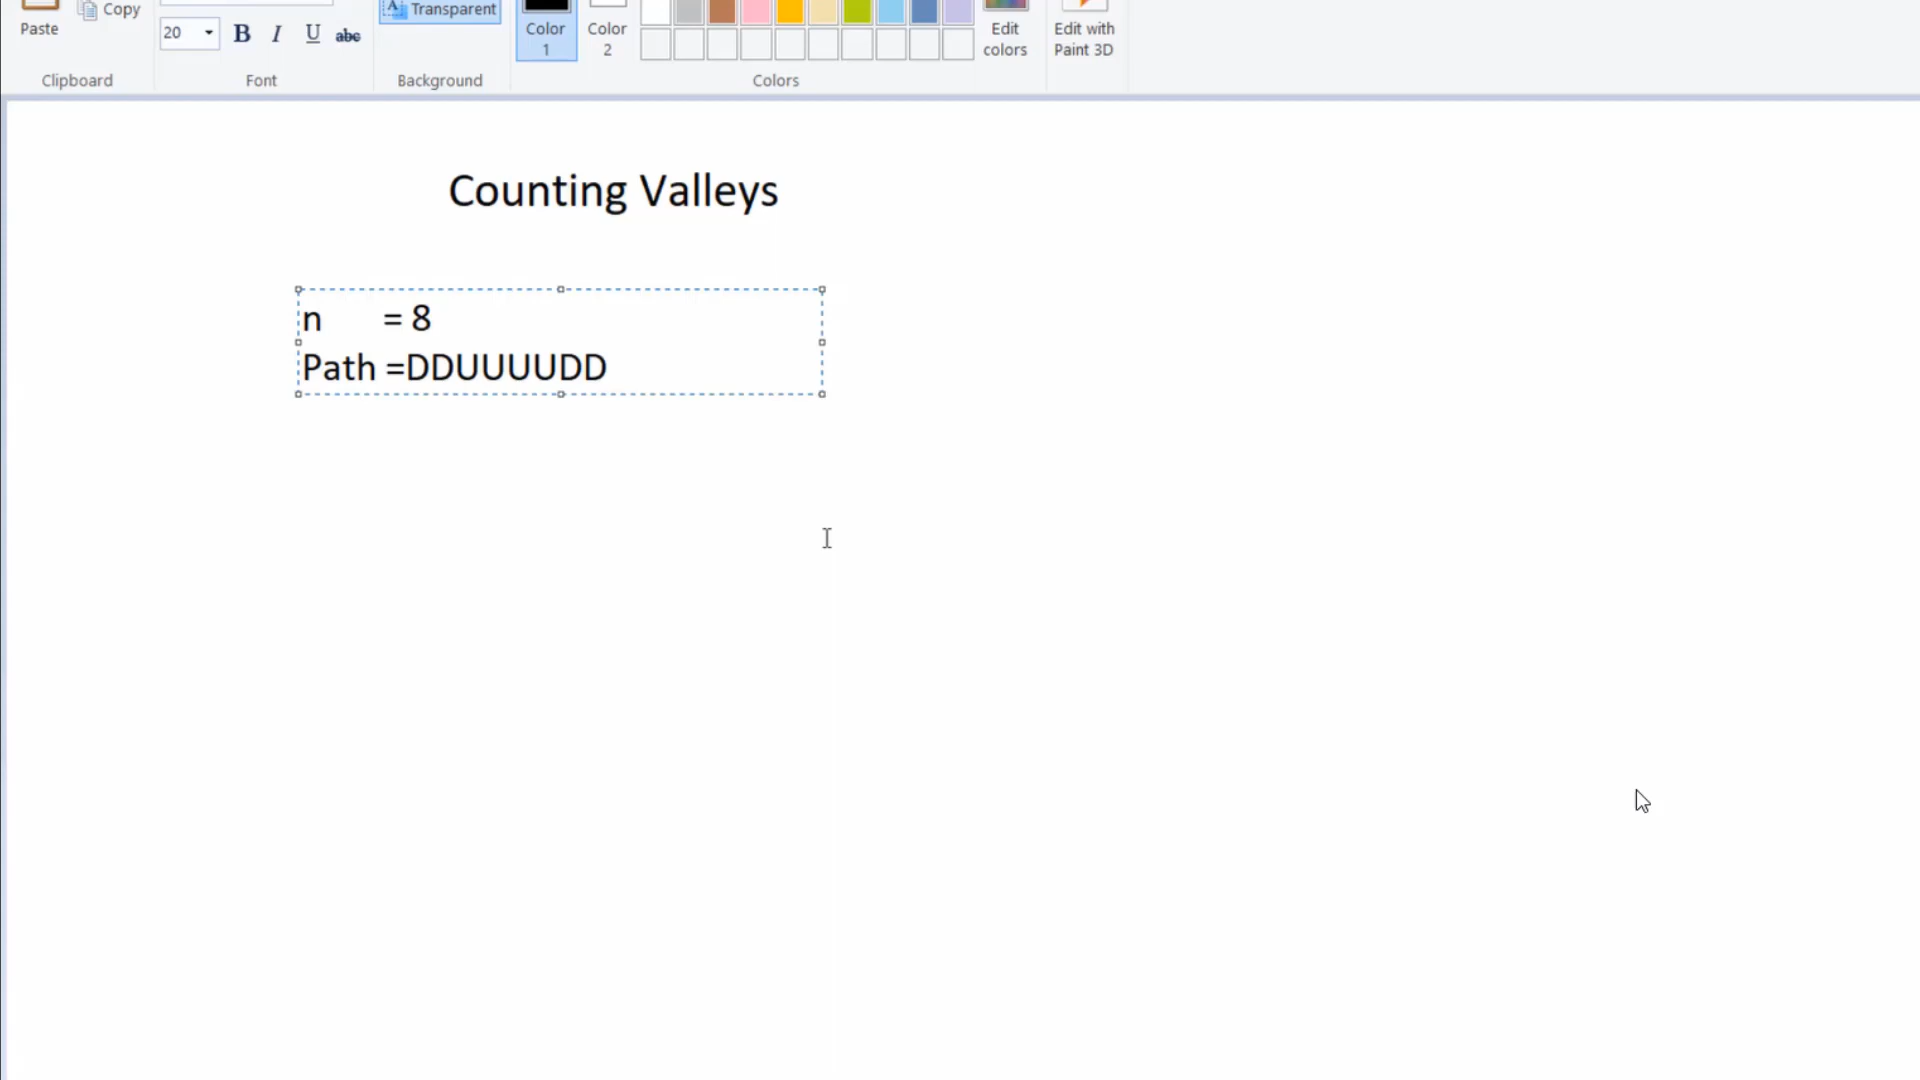 Paste
Copy
Clipboard
20
B I U abc
Font
Transparent
Background
Color 1
Color 2
Colors
Edit colors
Edit with Paint 3D
Counting Valleys
n = 8
Path =DDUUUUDD